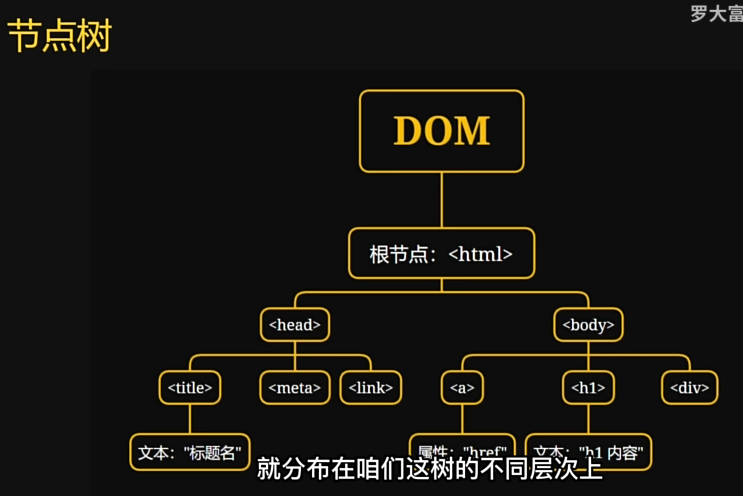 节点树
罗大富
DOM
根节点：<html>
<head>
<body>
<title>
<meta>
<link>
<a>
<h1>
<div>
文本："标题名"
属性："href"
文本："h1 内容"
就分布在咱们这树的不同层次上